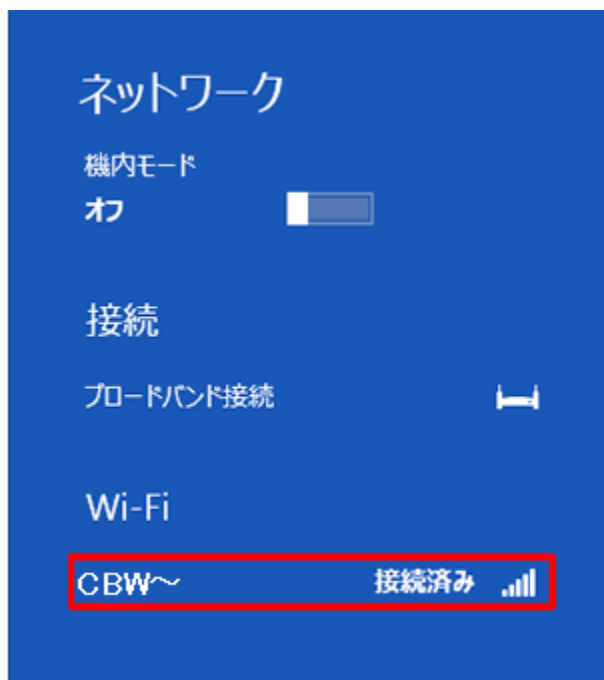 ネットワーク
機内モード
オフ
接続
ブロードバンド接続
Wi-Fi
CBW～ 接続済み